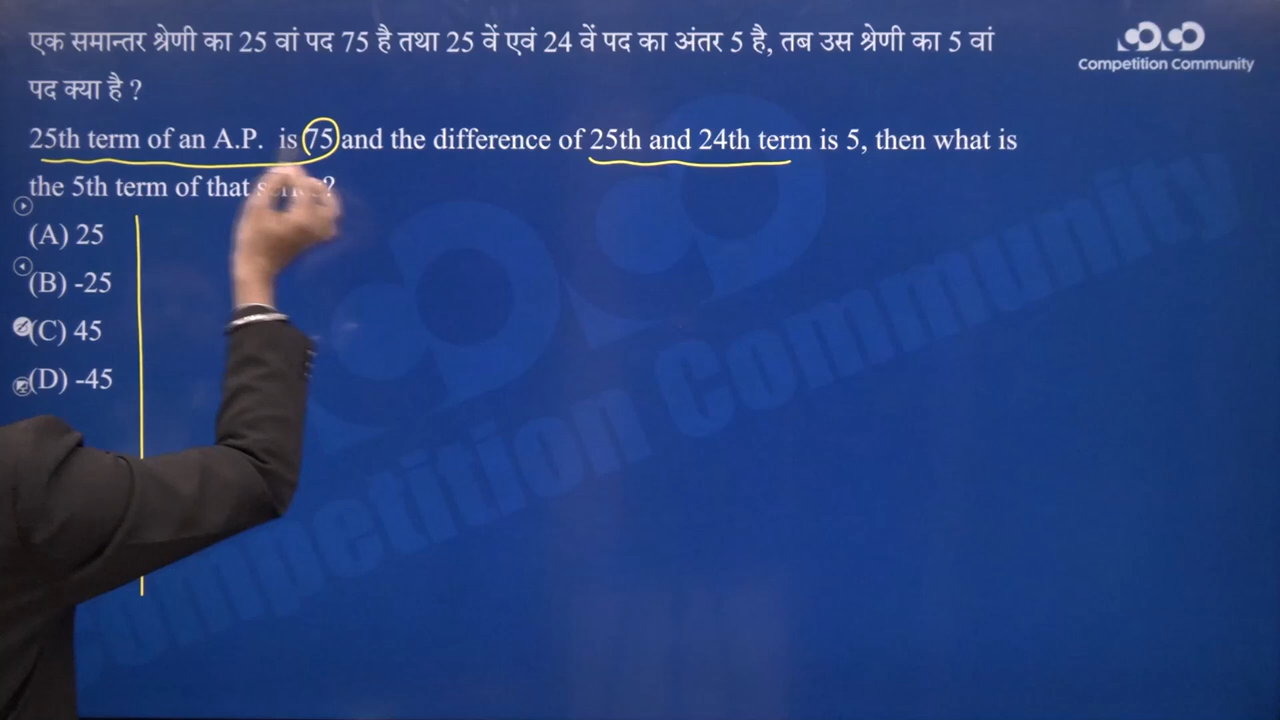 एक समान्तर श्रेणी का 25 वां पद 75 है तथा 25 वें एवं 24 वें पद का अंतर 5 है, तब उस श्रेणी का 5 वां
पद क्या है ?
25th term of an A.P. is 75 and the difference of 25th and 24th term is 5, then what is
the 5th term of that ?
(A) 25
(B) -25
(C) 45
(D) -45
Competition Community
Competition Community